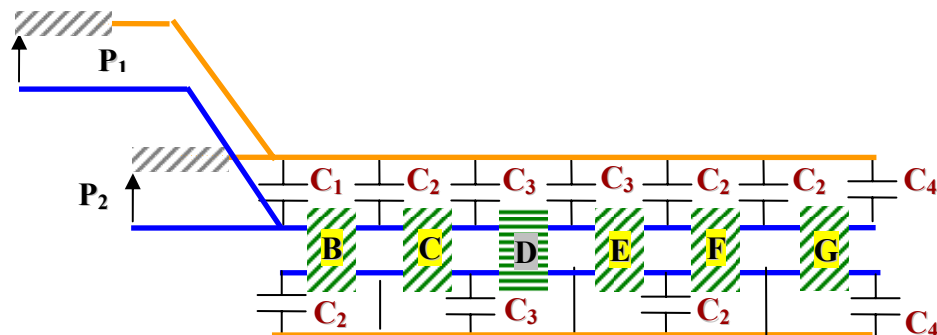 P₁
P₂
C₁ C₂ C₃ C₃ C₂ C₂ C₄
B C D E F G
C₂ C₃ C₂ C₄